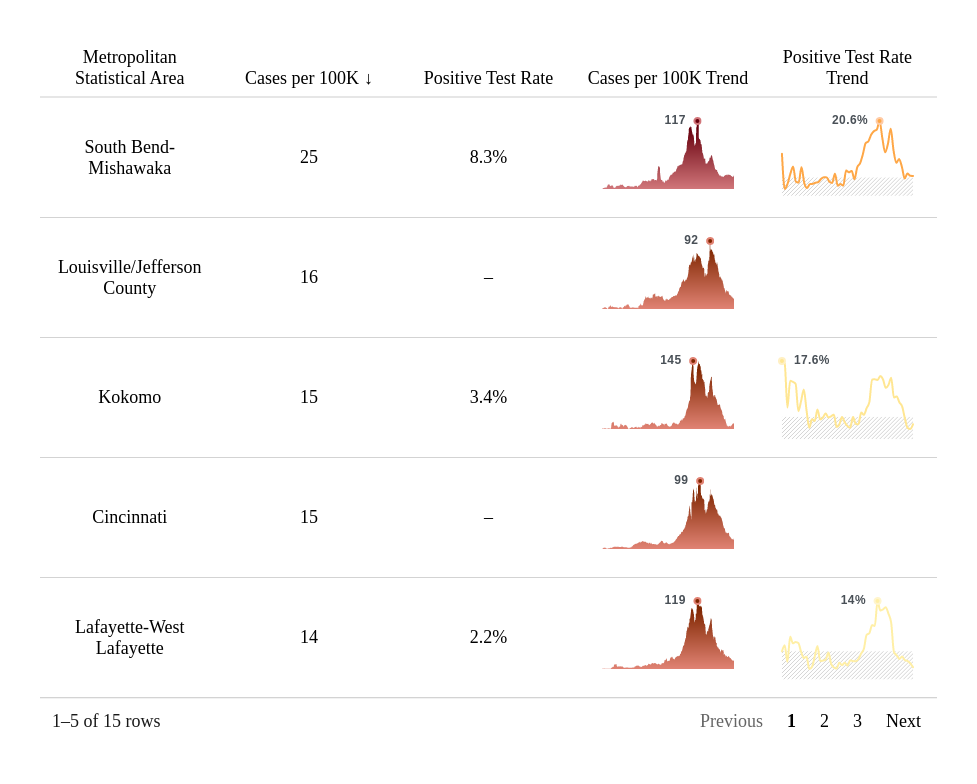 Metropolitan
Statistical Area
Cases per 100K ↓
Positive Test Rate
Cases per 100K Trend
Positive Test Rate
Trend
South Bend-
Mishawaka
25
8.3%
117
20.6%
Louisville/Jefferson
County
16
–
92
Kokomo
15
3.4%
145
17.6%
Cincinnati
15
–
99
Lafayette-West
Lafayette
14
2.2%
119
14%
1–5 of 15 rows
Previous 1 2 3 Next